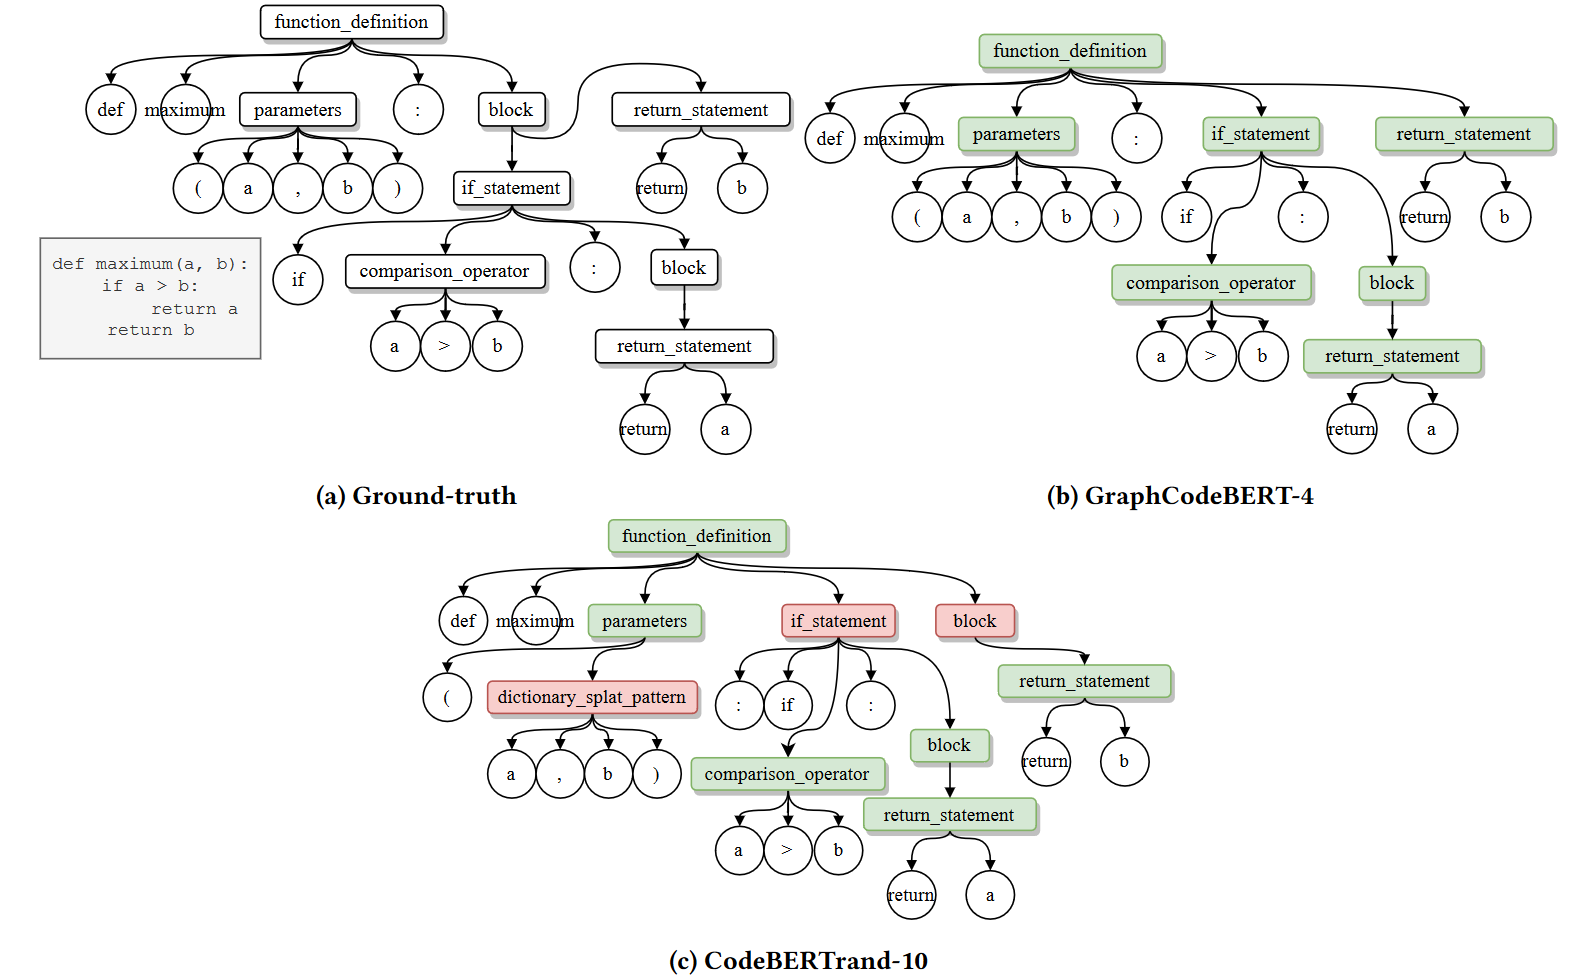 function_definition
def maximum parameters : block return_statement
( a , b ) if_statement return b
if comparison_operator : block
a > b return_statement
return a
def maximum(a, b):
if a > b:
return a
return b
(a) Ground-truth
function_definition
def maximum parameters : if_statement return_statement
( a , b ) if : return b
comparison_operator block
a > b return_statement
return a
(b) GraphCodeBERT-4
function_definition
def maximum parameters if_statement block
( dictionary_splat_pattern : if : return_statement
a , b ) comparison_operator block return b
a > b return_statement
return a
(c) CodeBERTrand-10